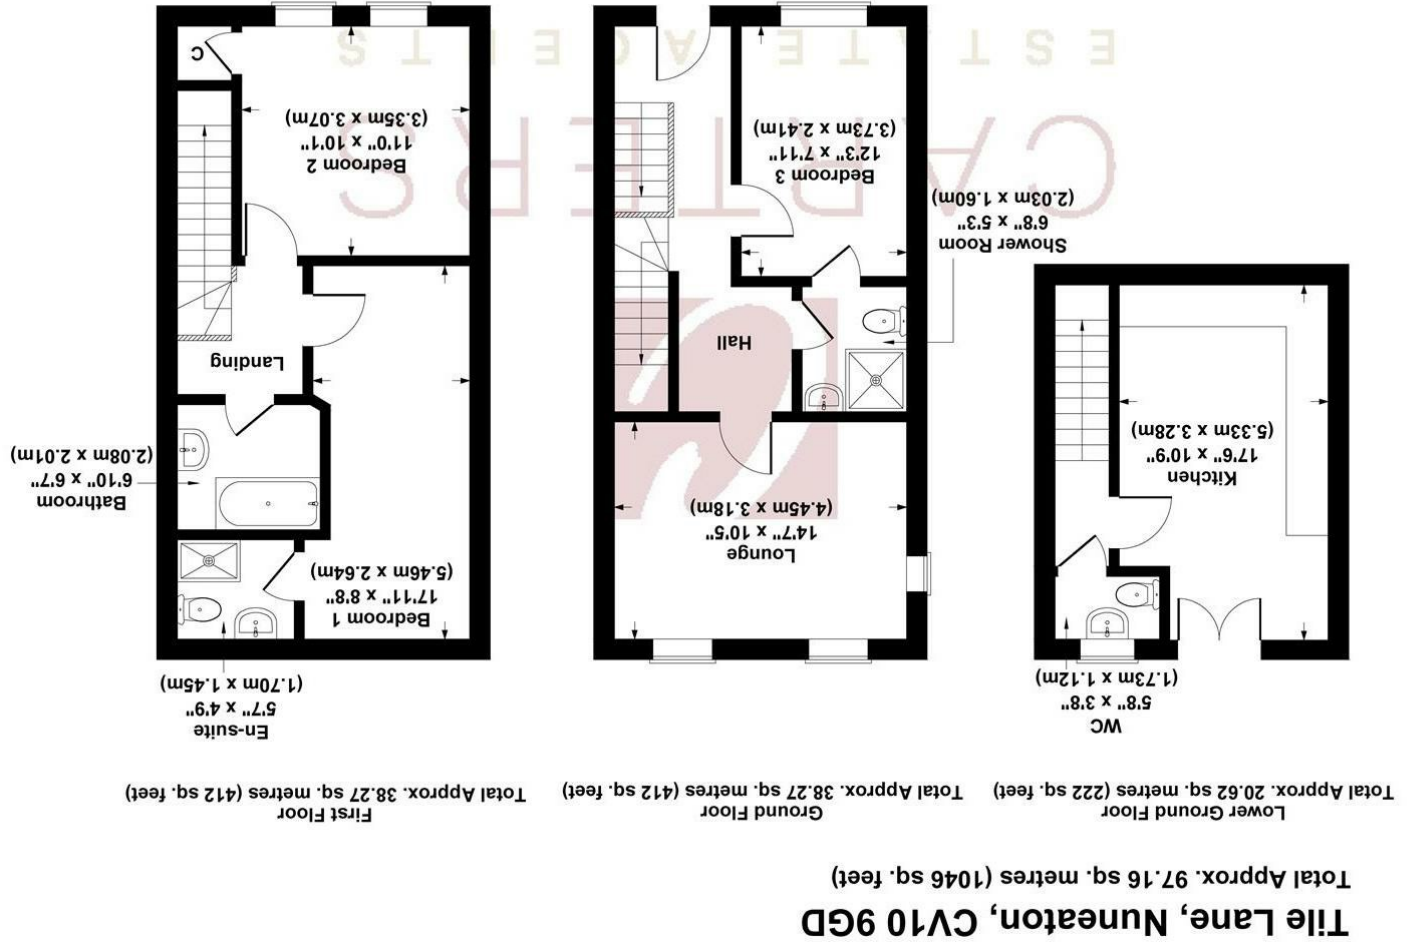 Tile Lane, Nuneaton, CV10 9GD
Total Approx. 97.16 sq. metres (1046 sq. feet)
Lower Ground Floor
Total Approx. 20.62 sq. metres (222 sq. feet)
Ground Floor
Total Approx. 38.27 sq. metres (412 sq. feet)
First Floor
Total Approx. 38.27 sq. metres (412 sq. feet)
WC
5'8" x 3'8"
(1.73m x 1.12m)
Kitchen
17'6" x 10'9"
(5.33m x 3.28m)
Lounge
14'7" x 10'5"
(4.45m x 3.18m)
Hall
Shower Room
6'8" x 5'3"
(2.03m x 1.60m)
Bedroom 3
12'3" x 7'11"
(3.73m x 2.41m)
En-suite
5'7" x 4'9"
(1.70m x 1.45m)
Bedroom 1
17'11" x 8'8"
(5.46m x 2.64m)
Bathroom
6'10" x 6'7"
(2.08m x 2.01m)
Landing
Bedroom 2
11'0" x 10'1"
(3.35m x 3.07m)
C
CARTERS
ESTATE AGENTS